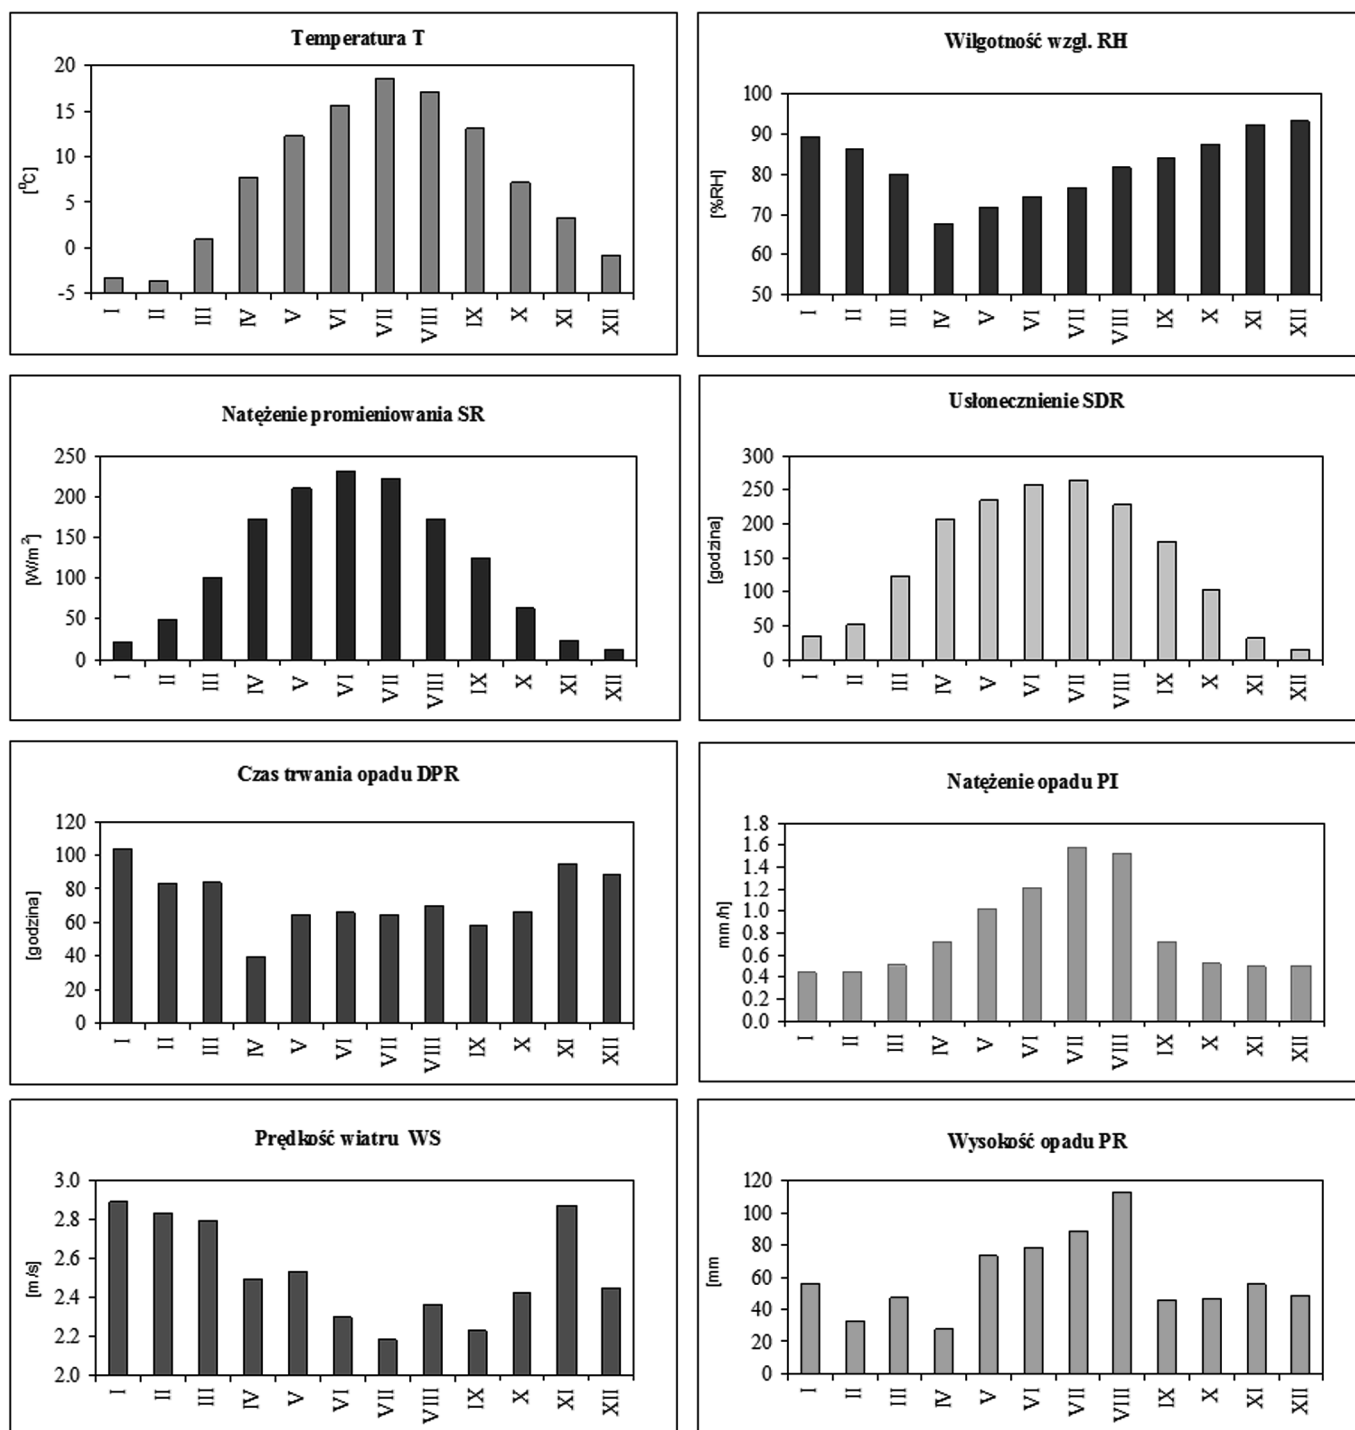 Temperatura T
[⁰C]
20
15
10
5
0
-5
I II III IV V VI VII VIII IX X XI XII
Wilgotność wzgl. RH
[%RH]
100
90
80
70
60
50
I II III IV V VI VII VIII IX X XI XII
Natężenie promieniowania SR
[W/m²]
250
200
150
100
50
0
I II III IV V VI VII VIII IX X XI XII
Usłonecznienie SDR
[godzina]
300
250
200
150
100
50
0
I II III IV V VI VII VIII IX X XI XII
Czas trwania opadu DPR
[godzina]
120
100
80
60
40
20
0
I II III IV V VI VII VIII IX X XI XII
Natężenie opadu PI
mm/h]
1.8
1.6
1.4
1.2
1.0
0.8
0.6
0.4
0.2
0.0
I II III IV V VI VII VIII IX X XI XII
Prędkość wiatru WS
[m/s]
3.0
2.8
2.6
2.4
2.2
2.0
I II III IV V VI VII VIII IX X XI XII
Wysokość opadu PR
[mm
120
100
80
60
40
20
0
I II III IV V VI VII VIII IX X XI XII